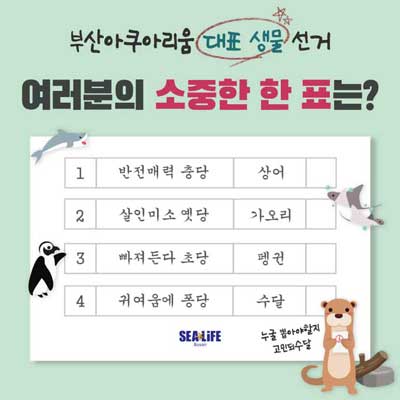 부산아쿠아리움 대표 생물 선거
여러분의 소중한 한 표는?
1 반전매력 충당 상어
2 살인미소 옛당 가오리
3 빠져든다 초당 펭귄
4 귀여움에 퐁당 수달
SEA LIFE
Busan
누굴 뽑아야할지
고민되수달